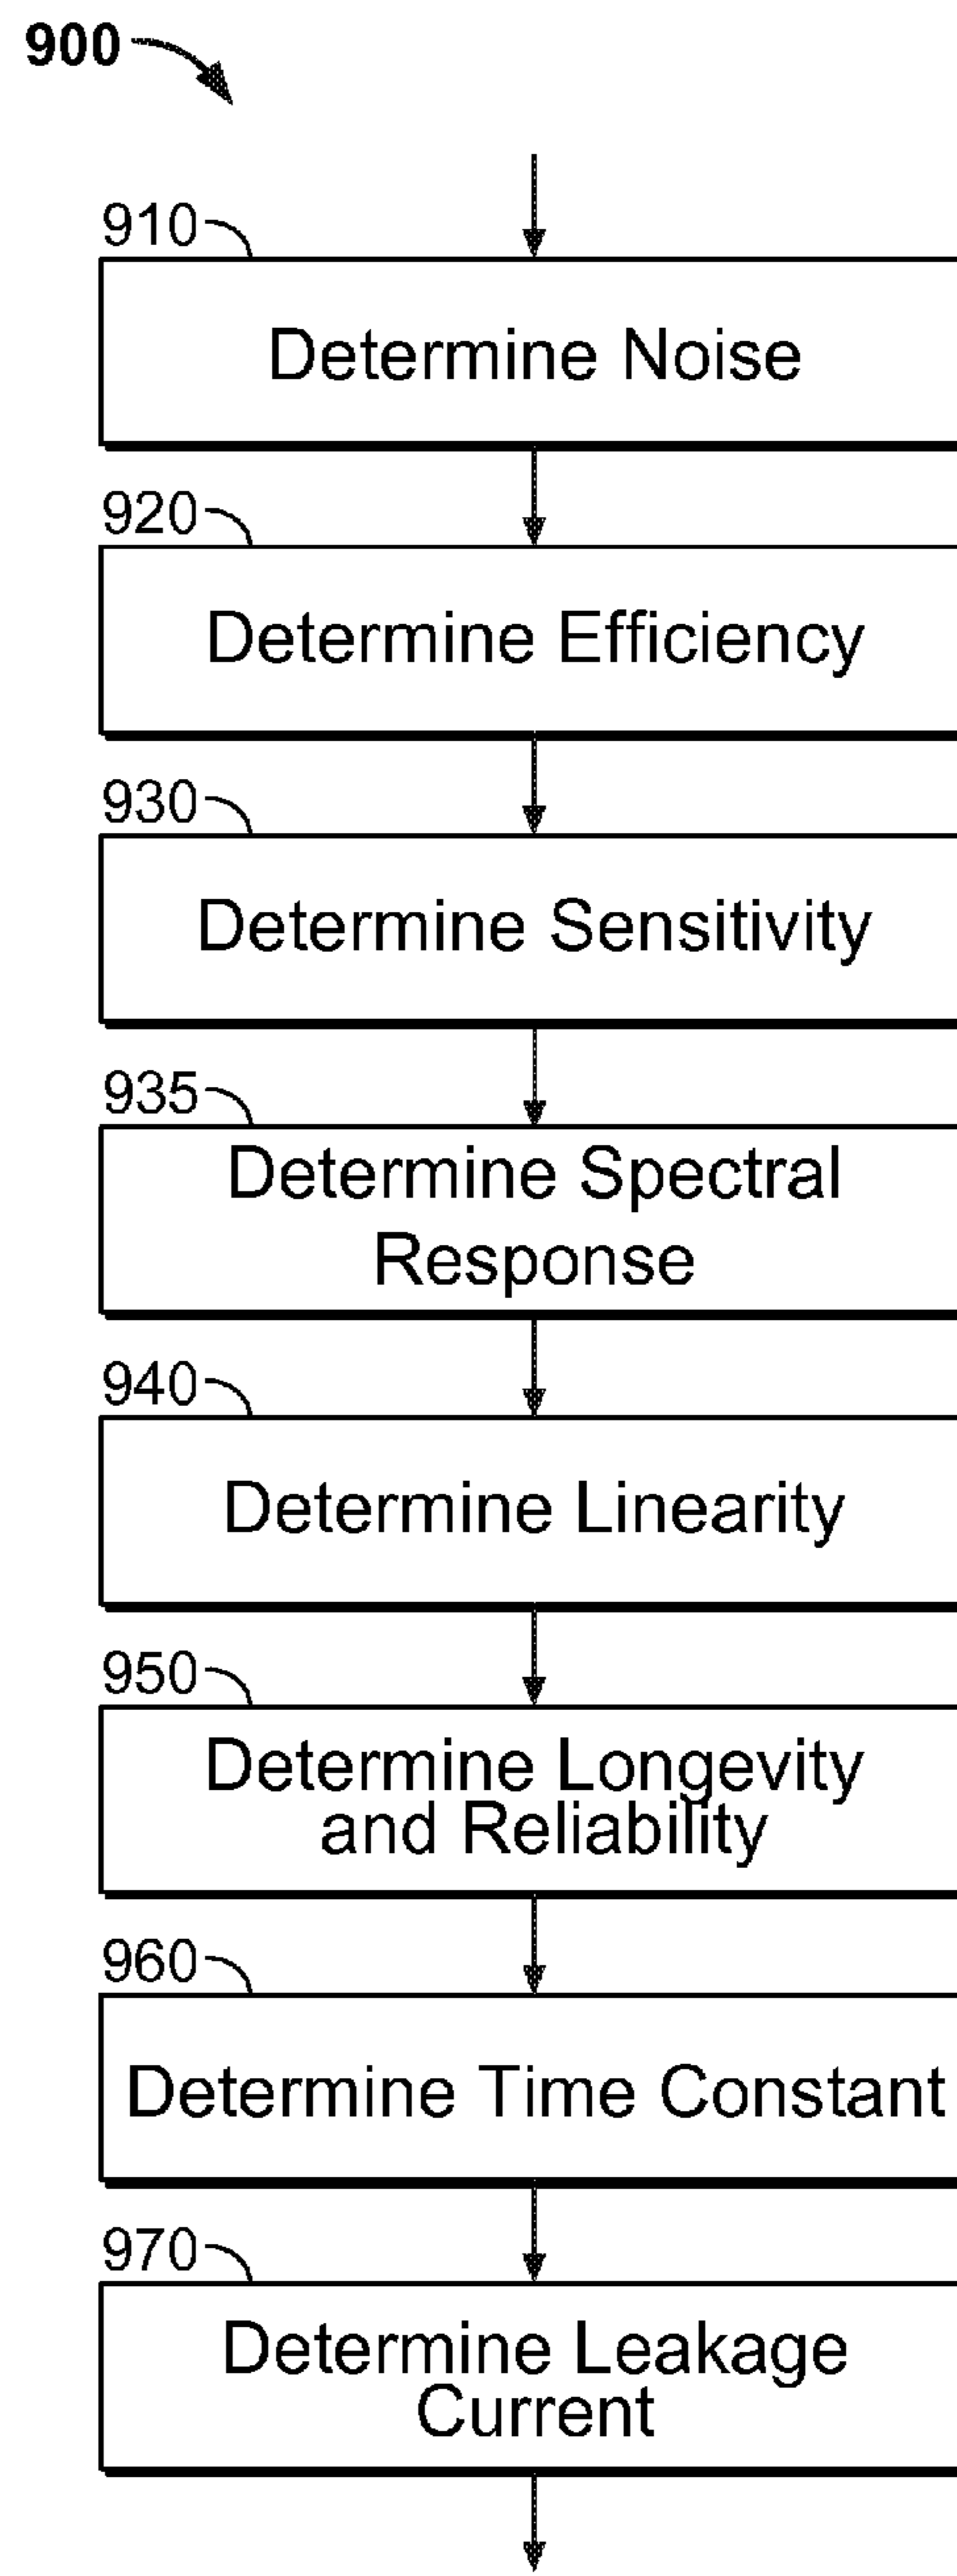 900
910
Determine Noise
920
Determine Efficiency
930
Determine Sensitivity
935
Determine Spectral
Response
940
Determine Linearity
950
Determine Longevity
and Reliability
960
Determine Time Constant
970
Determine Leakage
Current